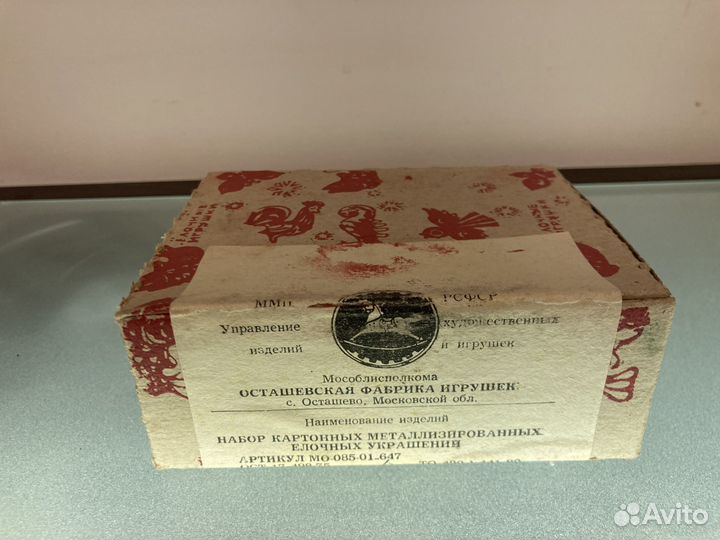 ММП РСФСР
Управление художественных
изделий и игрушек
Мособлисполкома
ОСТАШЕВСКАЯ ФАБРИКА ИГРУШЕК
с. Осташево, Московской обл.
Наименование изделий
НАБОР КАРТОННЫХ МЕТАЛЛИЗИРОВАННЫХ
ЕЛОЧНЫХ УКРАШЕНИЙ
АРТИКУЛ МО-085-01-647
Avito